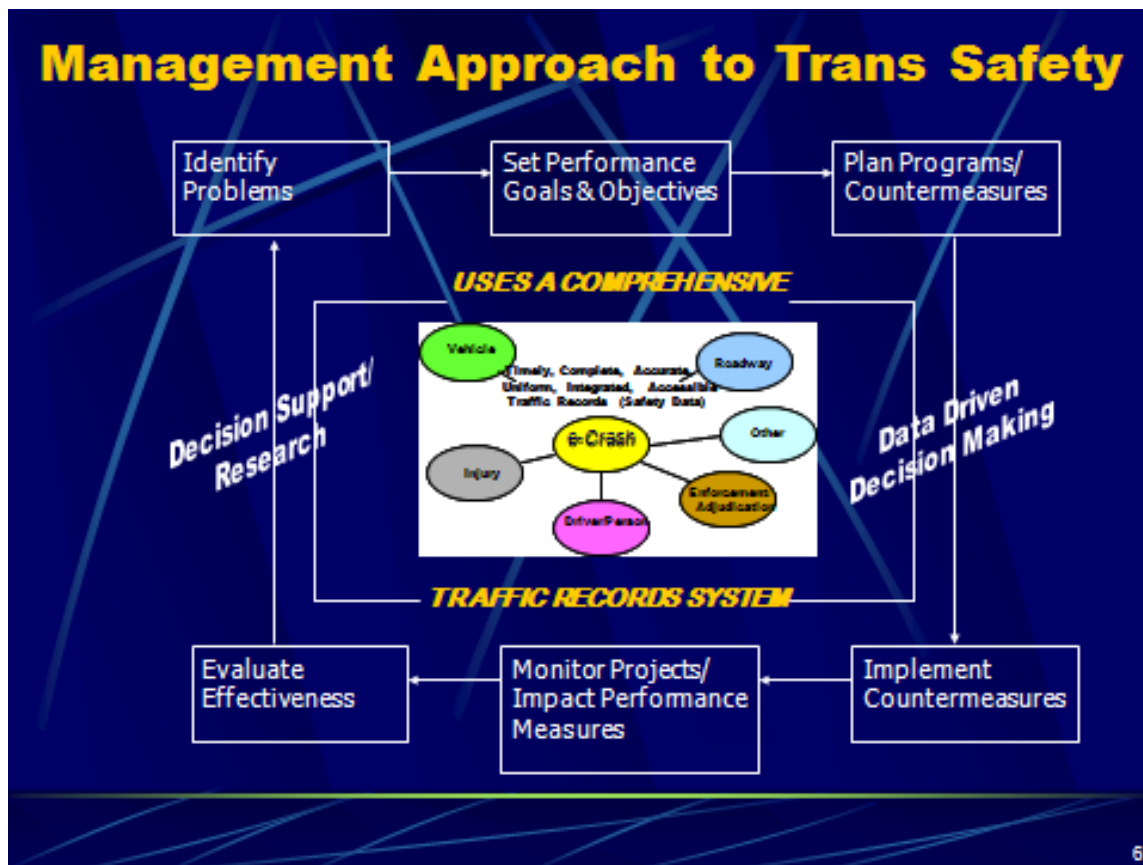 Management Approach to Trans Safety
Identify
Problems
Set Performance
Goals & Objectives
Plan Programs/
Countermeasures
USES A COMPREHENSIVE
Vehicle
Roadway
Timely, Complete, Accurate,
Uniform, Integrated, Accessible
Traffic Records (Safety Data)
Other
Injury
Enforcement
Adjudication
Driver/Person
Decision Support/
Research
Data Driven
Decision Making
TRAFFIC RECORDS SYSTEM
Evaluate
Effectiveness
Monitor Projects/
Impact Performance
Measures
Implement
Countermeasures
6